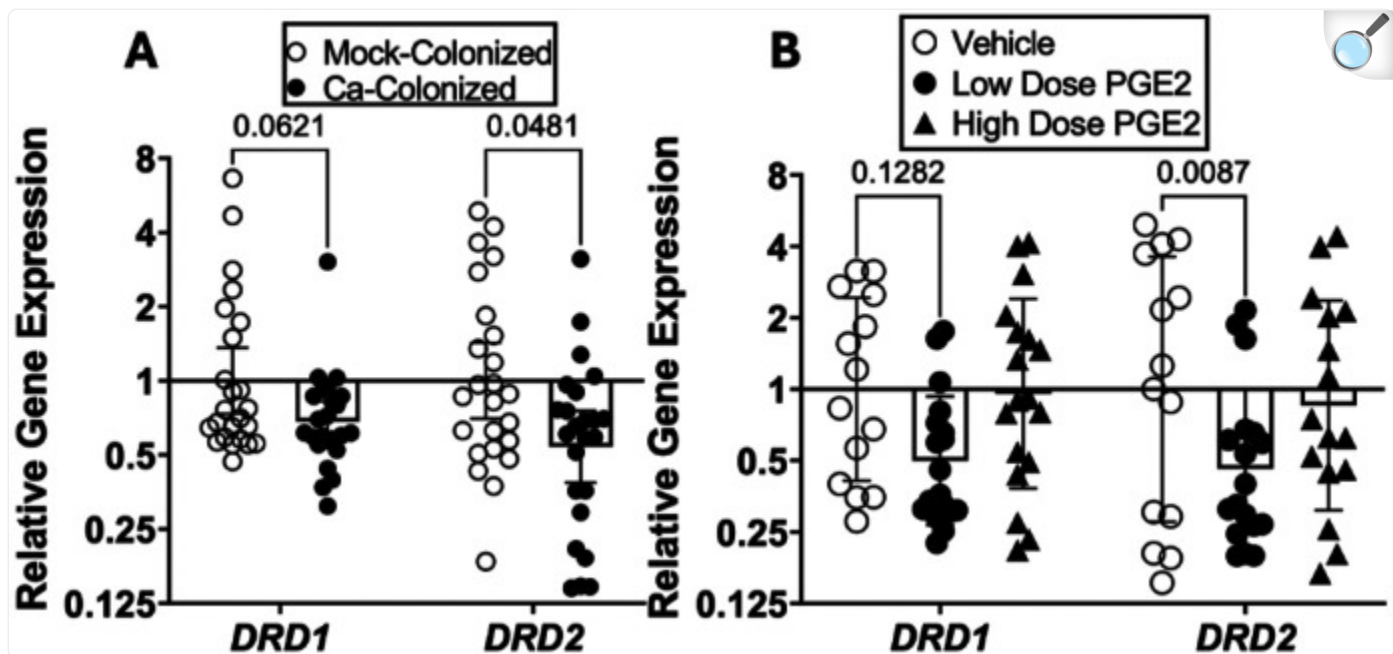 A
Mock-Colonized
Ca-Colonized
0.0621
0.0481
Relative Gene Expression
8
4
2
1
0.5
0.25
0.125
DRD1
DRD2
B
Vehicle
Low Dose PGE2
High Dose PGE2
0.1282
0.0087
Relative Gene Expression
8
4
2
1
0.5
0.25
0.125
DRD1
DRD2